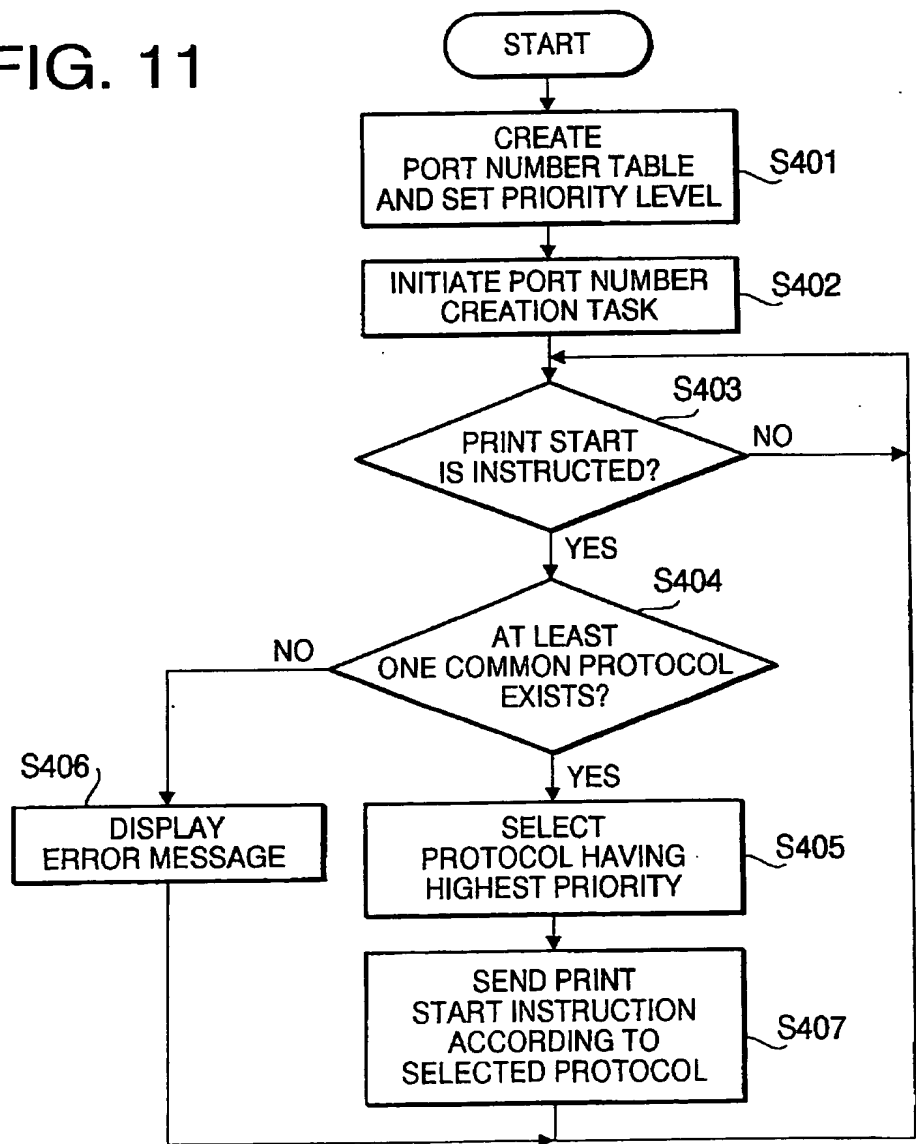 FIG. 11
START
CREATE
PORT NUMBER TABLE
AND SET PRIORITY LEVEL
S401
INITIATE PORT NUMBER
CREATION TASK
S402
S403
PRINT START
IS INSTRUCTED?
NO
YES
S404
AT LEAST
ONE COMMON PROTOCOL
EXISTS?
NO
YES
S406
DISPLAY
ERROR MESSAGE
SELECT
PROTOCOL HAVING
HIGHEST PRIORITY
S405
SEND PRINT
START INSTRUCTION
ACCORDING TO
SELECTED PROTOCOL
S407